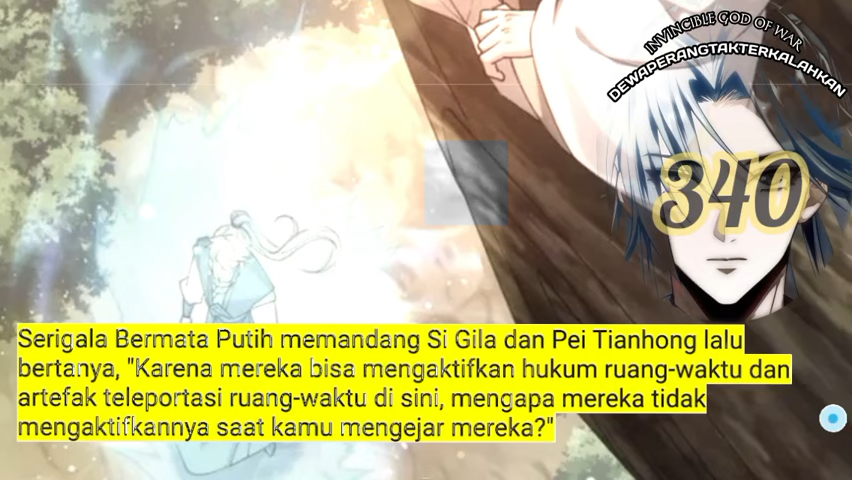 INVINCIBLE GOD OF WAR
DEWAPERANGTAKTERKALAHKAN
340
Serigala Bermata Putih memandang Si Gila dan Pei Tianhong lalu
bertanya, "Karena mereka bisa mengaktifkan hukum ruang-waktu dan
artefak teleportasi ruang-waktu di sini, mengapa mereka tidak
mengaktifkannya saat kamu mengejar mereka?"